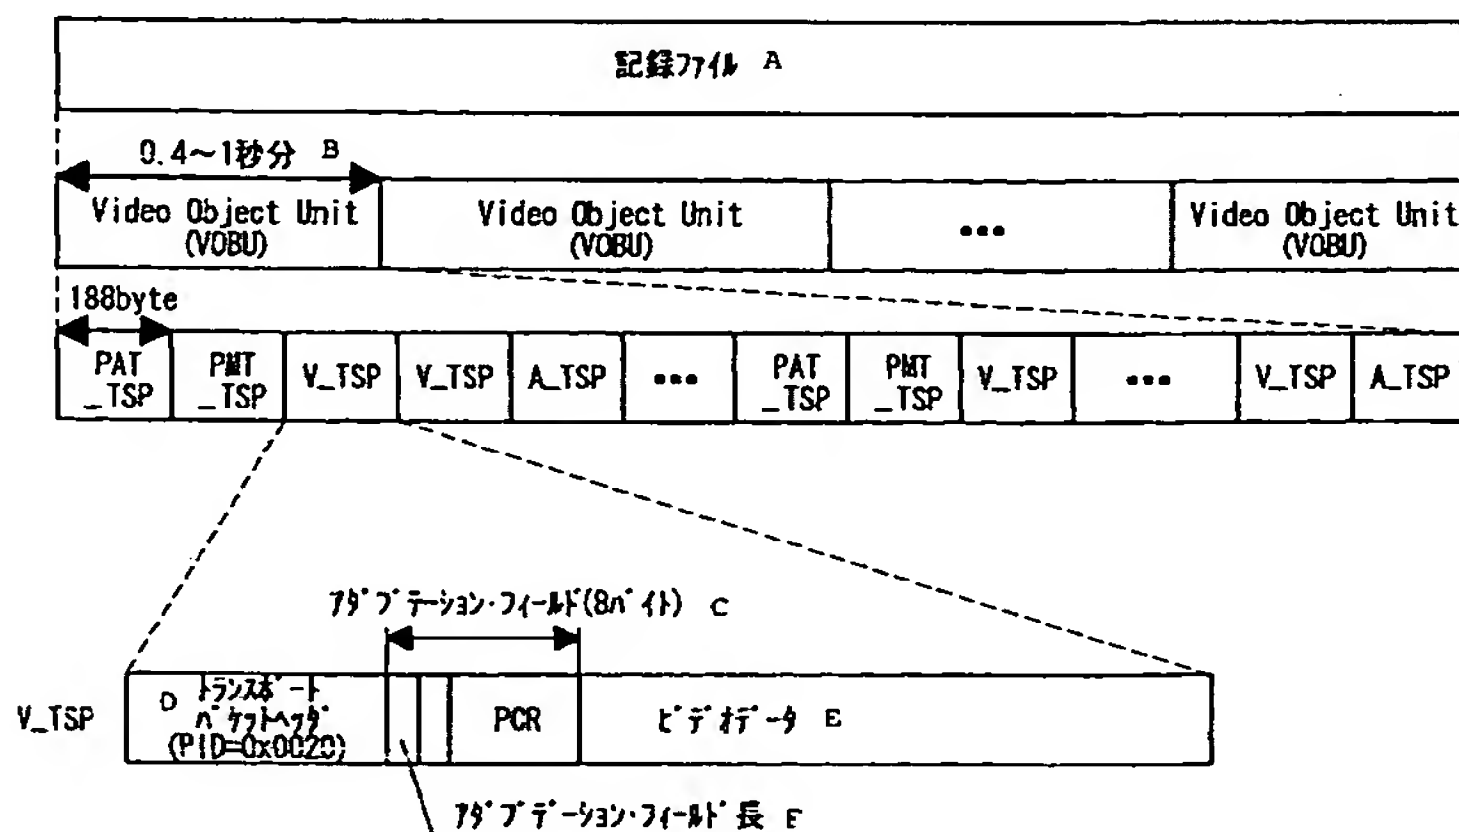 記録ファイル A
0.4～1秒分 B
Video Object Unit (VOBU) Video Object Unit (VOBU) ••• Video Object Unit (VOBU)
188byte
PAT _TSP PMT _TSP V_TSP V_TSP A_TSP ••• PAT _TSP PMT _TSP V_TSP ••• V_TSP A_TSP
アダプテーション・フィールド(8バイト) C
V_TSP
D トランスポート
パケットヘッダ
(PID=0x0020)
PCR
ビデオデータ E
アダプデーション・フィールド長 F